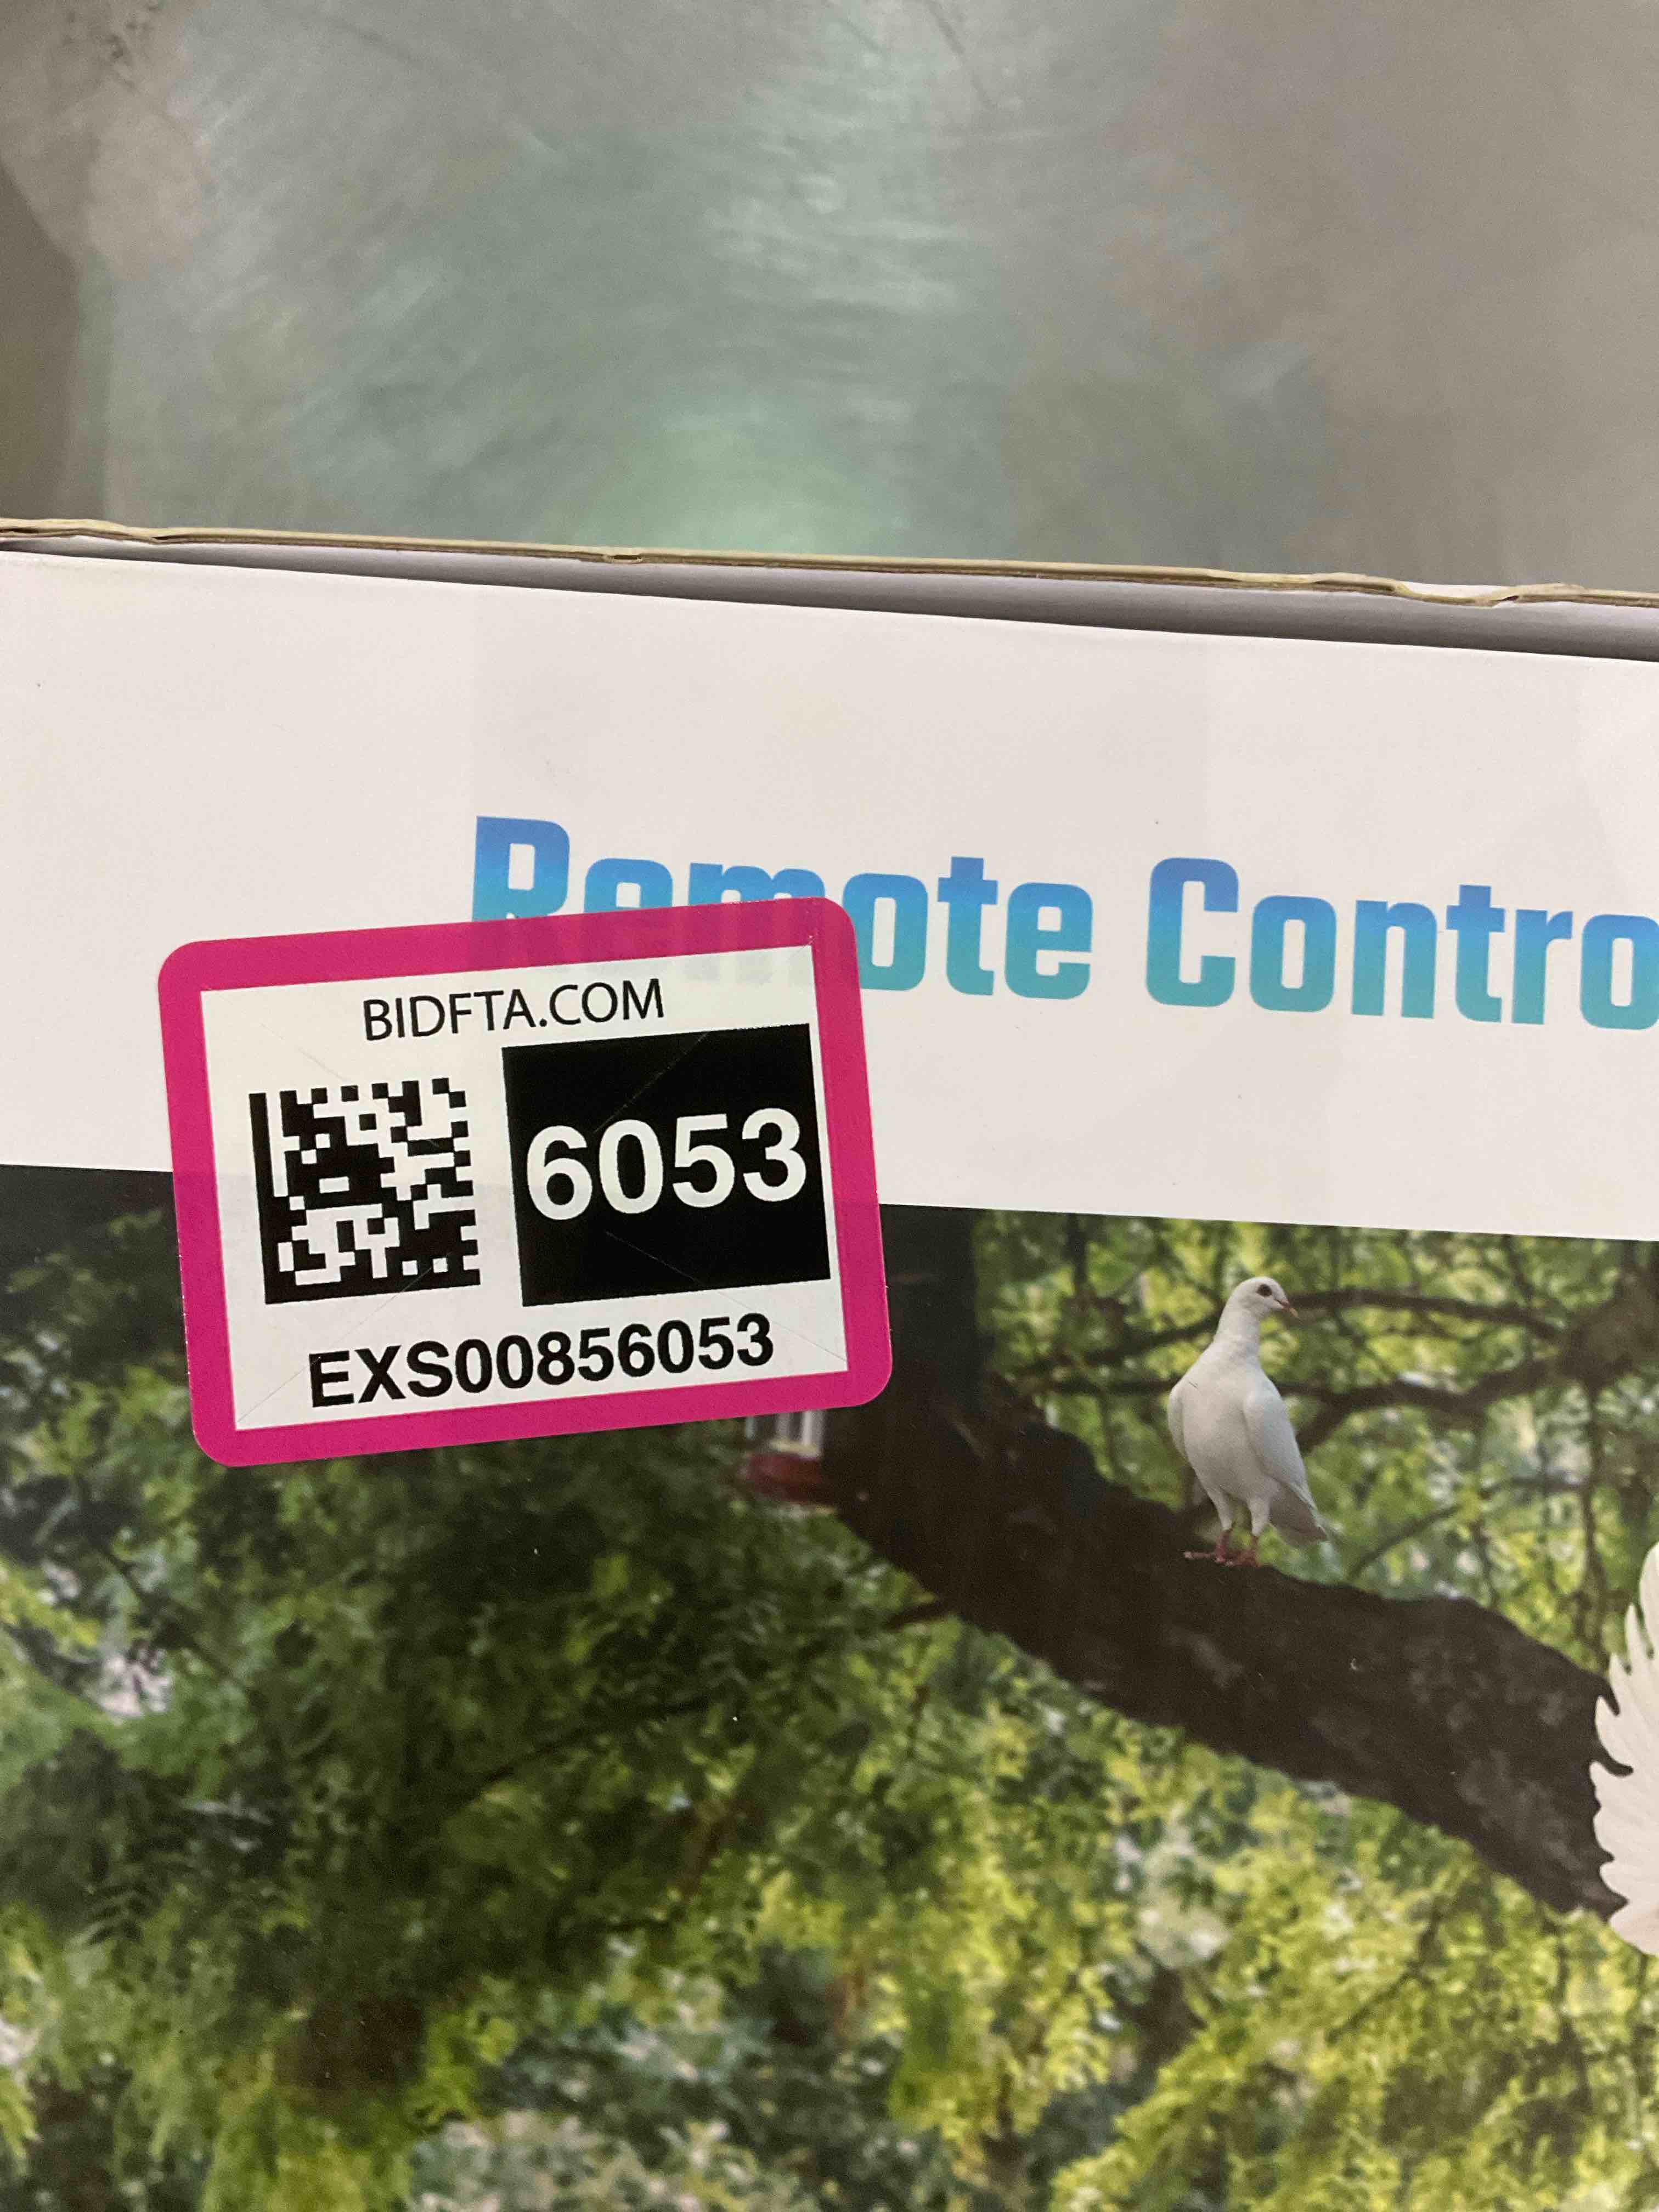 Remote Contro
BIDFTA.COM
6053
EXS00856053